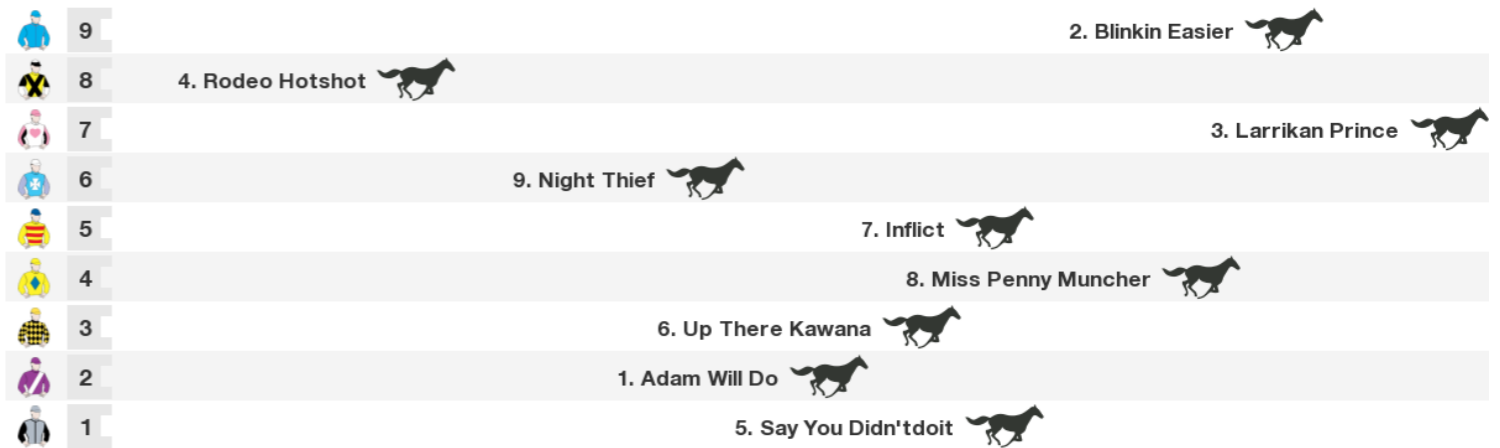 9 2. Blinkin Easier
8 4. Rodeo Hotshot
7 3. Larrikan Prince
6 9. Night Thief
5 7. Inflict
4 8. Miss Penny Muncher
3 6. Up There Kawana
2 1. Adam Will Do
1 5. Say You Didn'tdoit